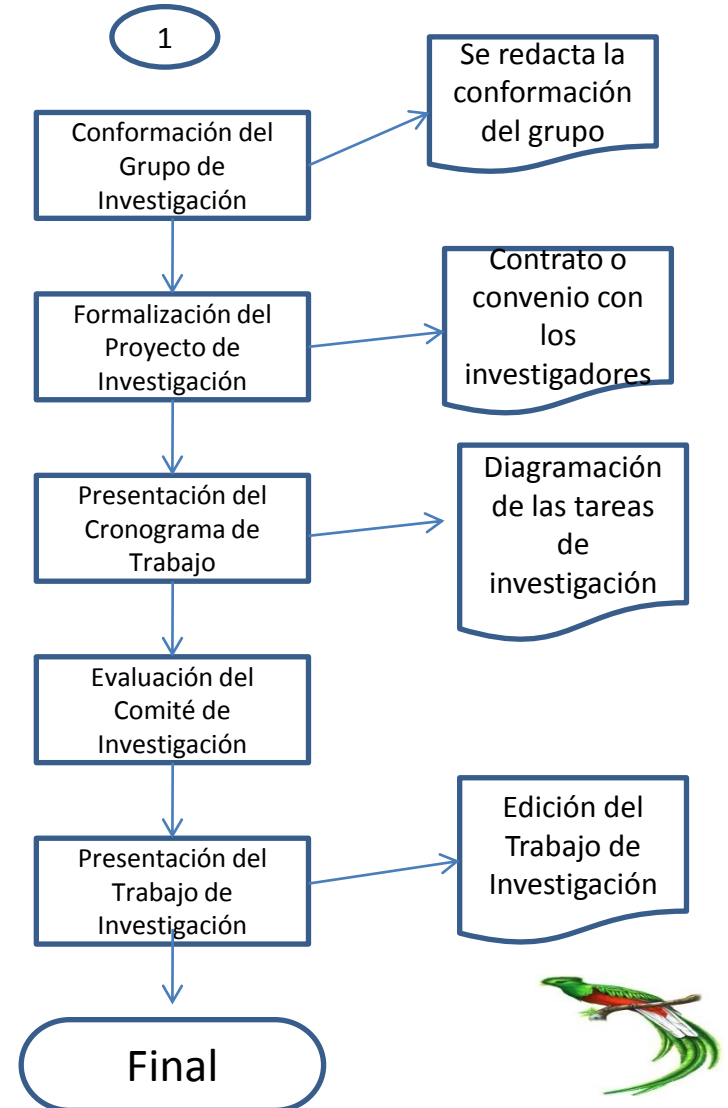 1
Se redacta la
conformación
del grupo
Conformación del
Grupo de
Investigación
Contrato o
convenio con
los
investigadores
Formalización del
Proyecto de
Investigación
Diagramación
de las tareas
de
investigación
Presentación del
Cronograma de
Trabajo
Evaluación del
Comité de
Investigación
Edición del
Trabajo de
Investigación
Presentación del
Trabajo de
Investigación
Final